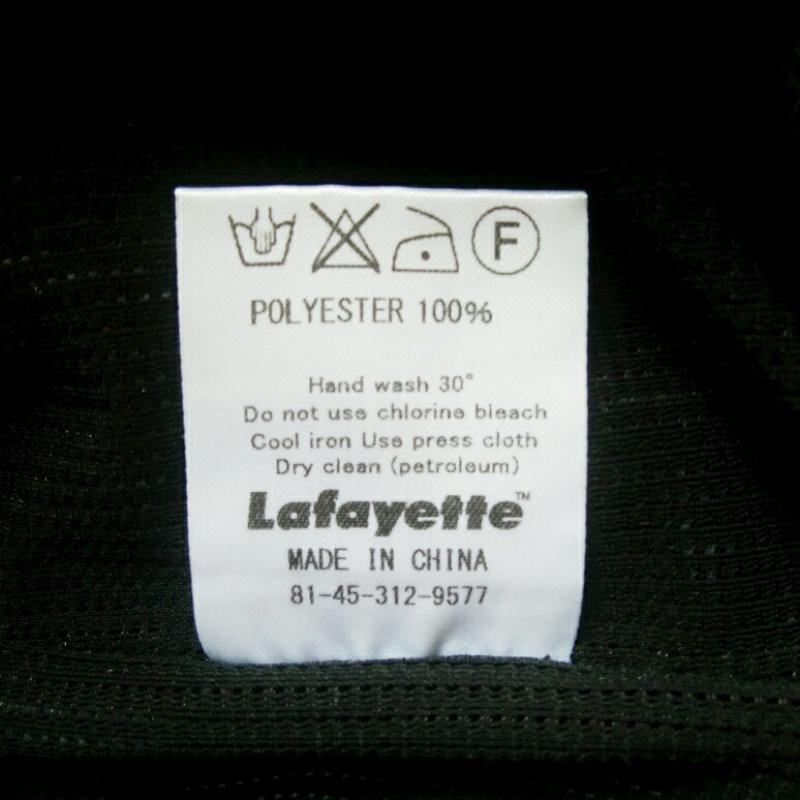 F
POLYESTER 100%
Hand wash 30°
Do not use chlorine bleach
Cool iron Use press cloth
Dry clean (petroleum)
Lafayette™
MADE IN CHINA
81-45-312-9577